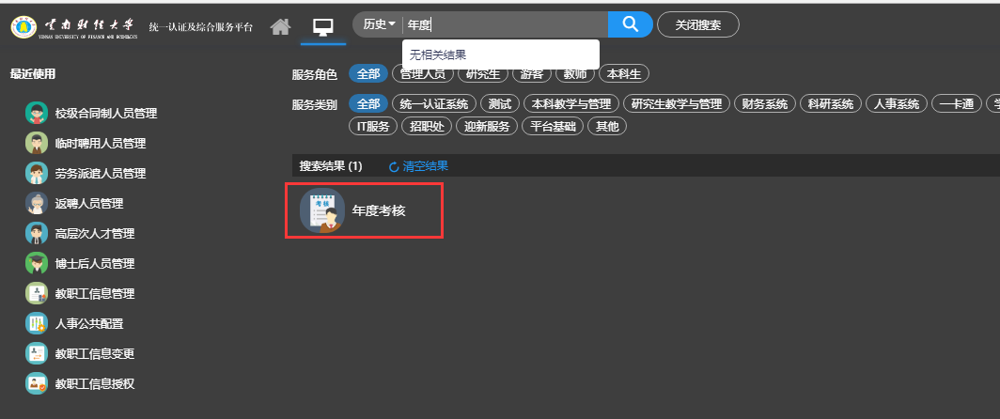 云南财经大学
YUNNAN UNIVERSITY OF FINANCE AND ECONOMICS
统一认证及综合服务平台
历史
年度
关闭搜索
无相关结果
最近使用
校级合同制人员管理
临时聘用人员管理
劳务派遣人员管理
返聘人员管理
高层次人才管理
博士后人员管理
教职工信息管理
人事公共配置
教职工信息变更
教职工信息授权
服务角色 全部 管理人员 研究生 游客 教师 本科生
服务类别 全部 统一认证系统 测试 本科教学与管理 研究生教学与管理 财务系统 科研系统 人事系统 一卡通
IT服务 招职处 迎新服务 平台基础 其他
搜索结果 (1) 清空结果
考核
年度考核